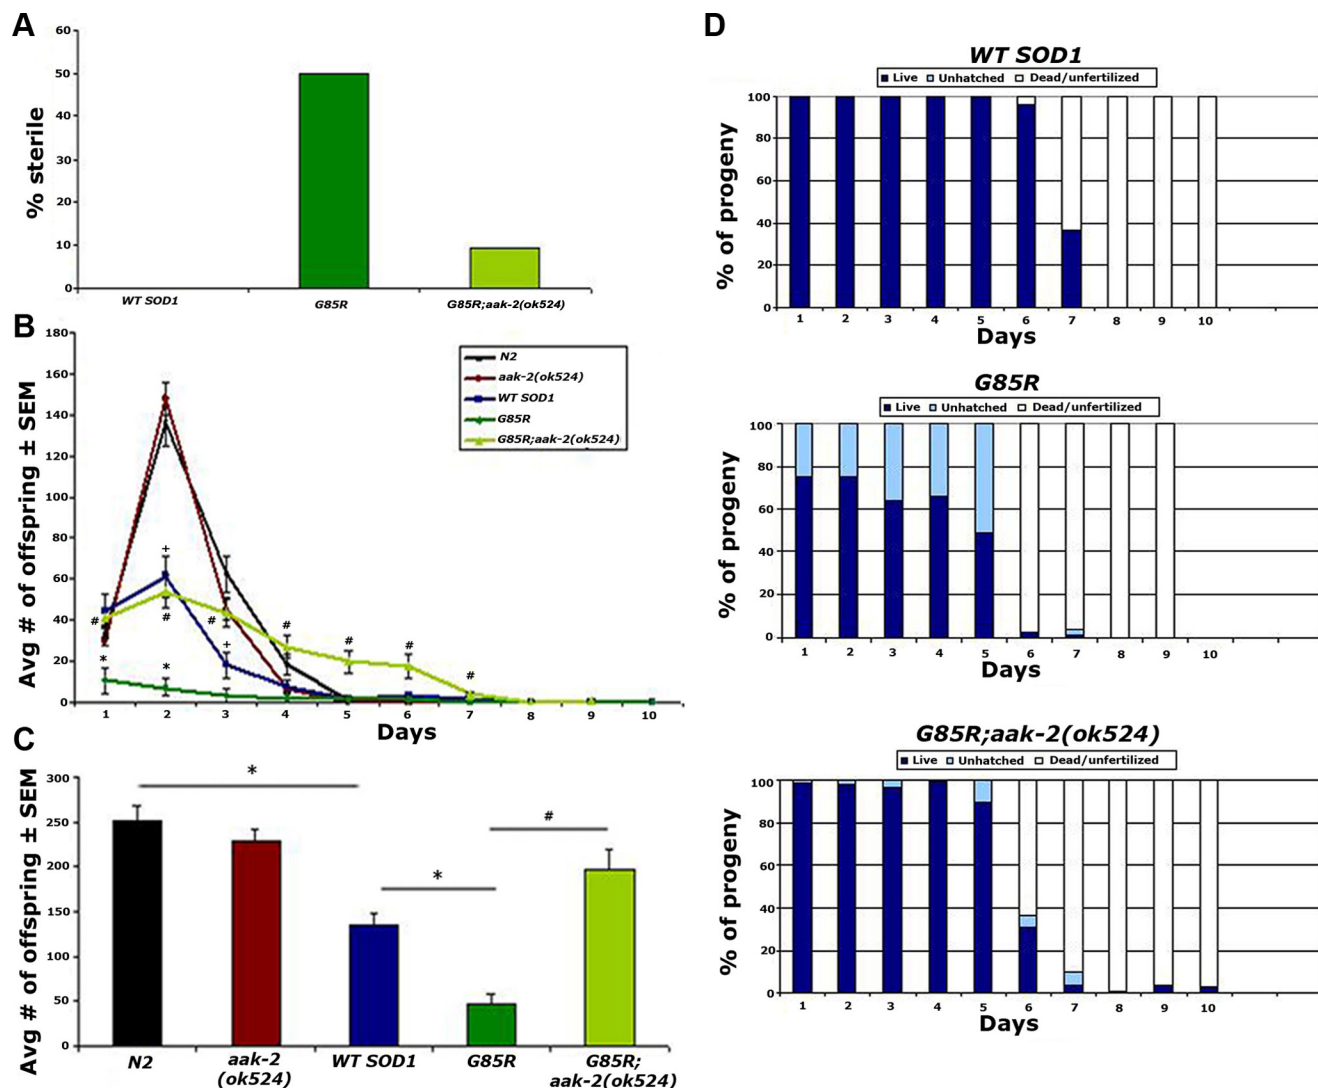 A
60
50
40
30
20
10
0
% sterile
WT SOD1 G85R G85R;aak-2(ok524)
B
180
160
140
120
100
80
60
40
20
0
Avg # of offspring ± SEM
N2
aak-2(ok524)
WT SOD1
G85R
G85R;aak-2(ok524)
+
# # # # # # #
+
* *
1 2 3 4 5 6 7 8 9 10
Days
C
300
250
200
150
100
50
0
Avg # of offspring ± SEM
*
*
#
N2 aak-2 (ok524) WT SOD1 G85R G85R; aak-2(ok524)
D
WT SOD1
Live Unhatched Dead/unfertilized
100
80
60
40
20
0
% of progeny
1 2 3 4 5 6 7 8 9 10
Days
G85R
Live Unhatched Dead/unfertilized
100
80
60
40
20
0
% of progeny
1 2 3 4 5 6 7 8 9 10
Days
G85R;aak-2(ok524)
Live Unhatched Dead/unfertilized
100
80
60
40
20
0
% of progeny
1 2 3 4 5 6 7 8 9 10
Days